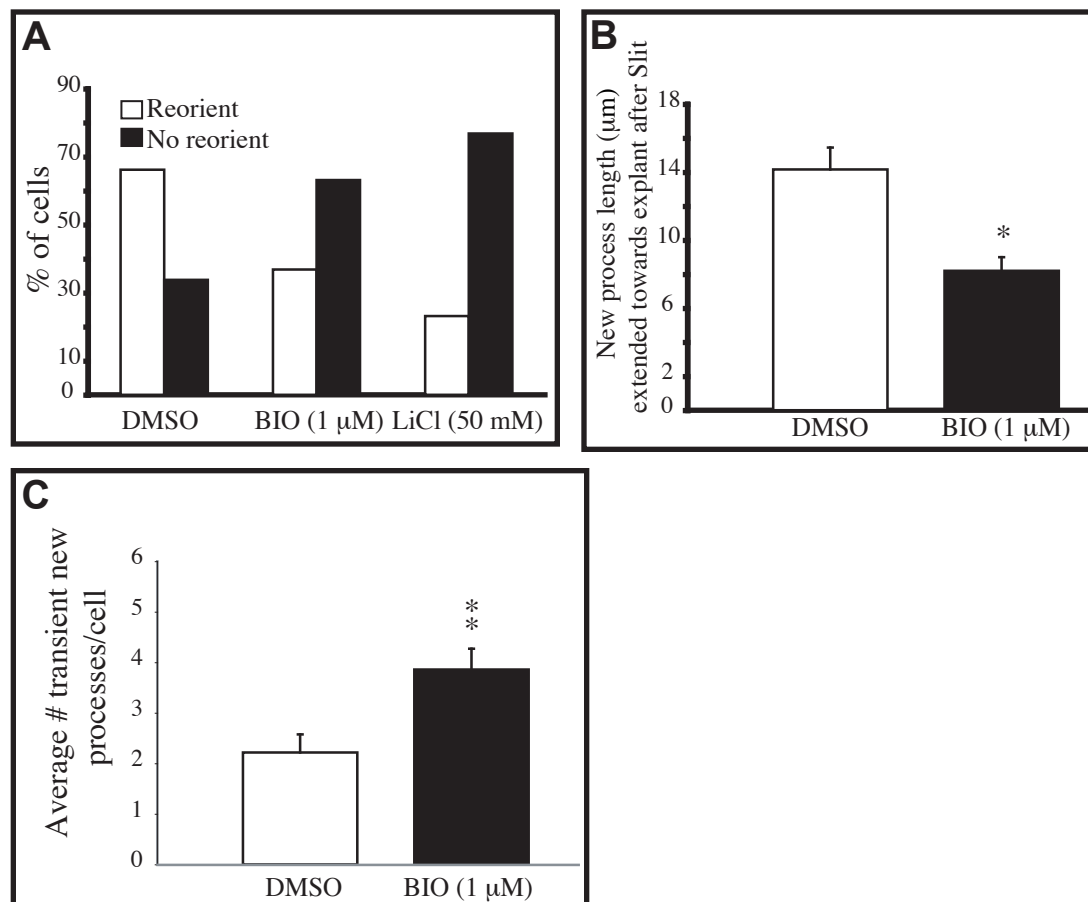 A
90
70
50
30
10
0
% of cells
Reorient
No reorient
DMSO
BIO (1 μM)
LiCl (50 mM)
B
New process length (μm)
extended towards explant after Slit
18
14
10
6
2
0
*
DMSO
BIO (1 μM)
C
Average # transient new
processes/cell
6
5
4
3
2
1
0
*
*
DMSO
BIO (1 μM)